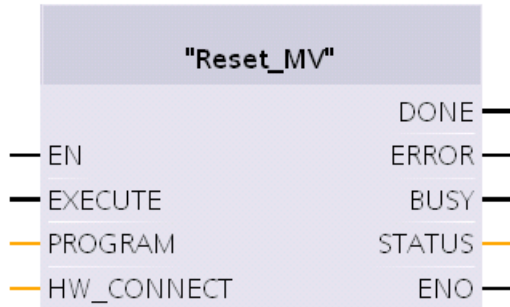 "Reset_MV"
DONE
EN ERROR
EXECUTE BUSY
PROGRAM STATUS
HW_CONNECT ENO